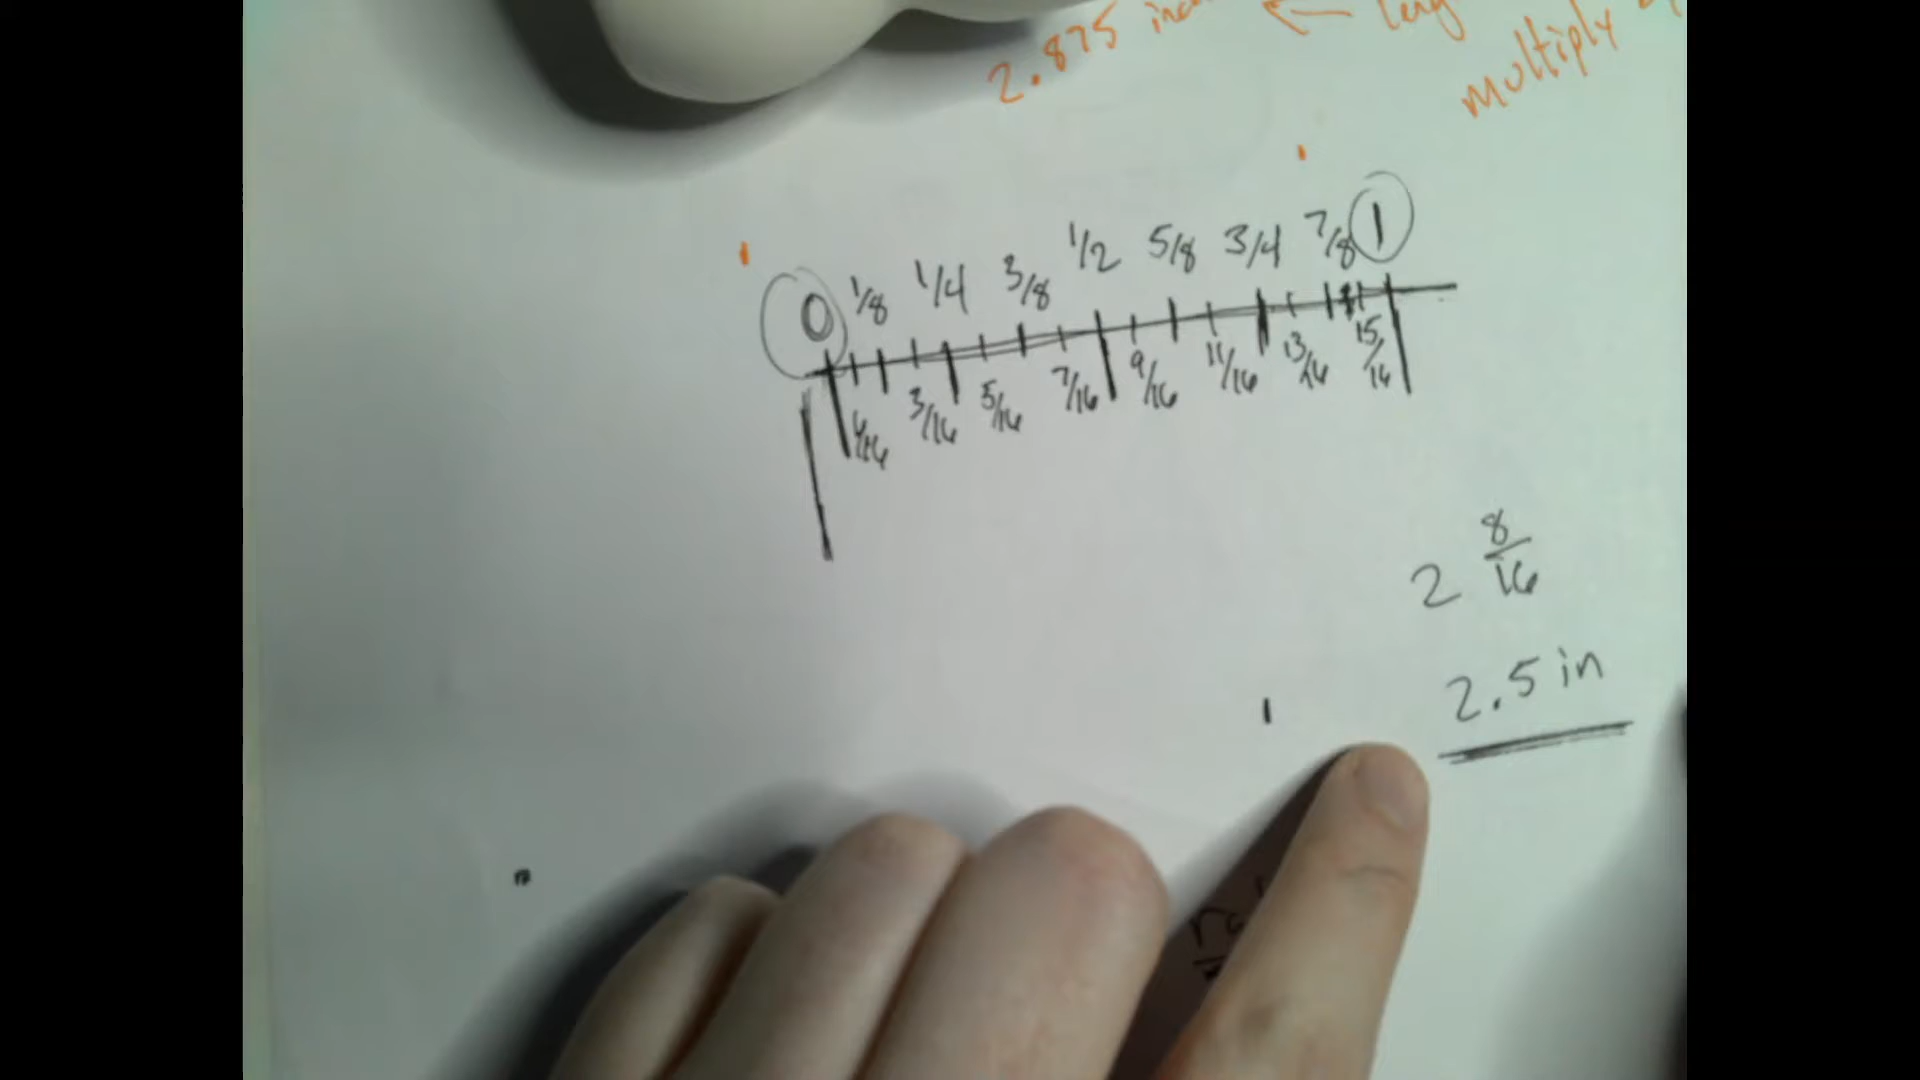 2.875
multiply
0 1/8 1/4 3/8 1/2 5/8 3/4 7/8 1
1/16 3/16 5/16 7/16 9/16 11/16 13/16 15/16
2 8/16
2.5 in